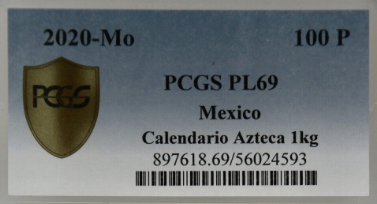 2020-Mo 100 P
PCGS PL69
PCGS
Mexico
Calendario Azteca 1kg
897618.69/56024593